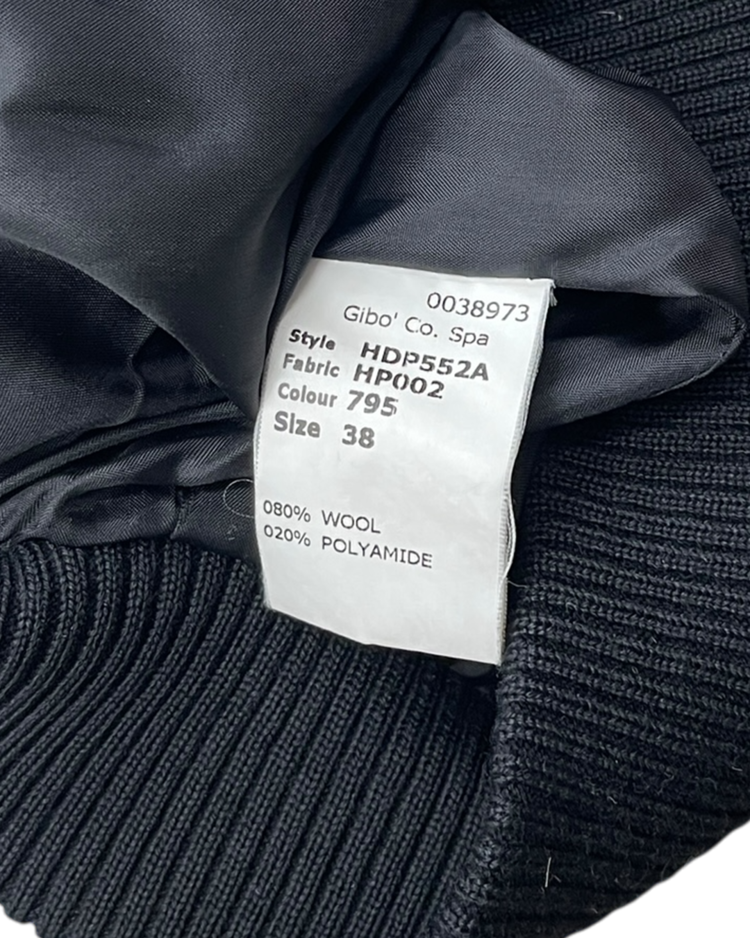 0038973
Gibo' Co. Spa
Style HDP552A
Fabric HP002
Colour 795
Size 38
080% WOOL
020% POLYAMIDE